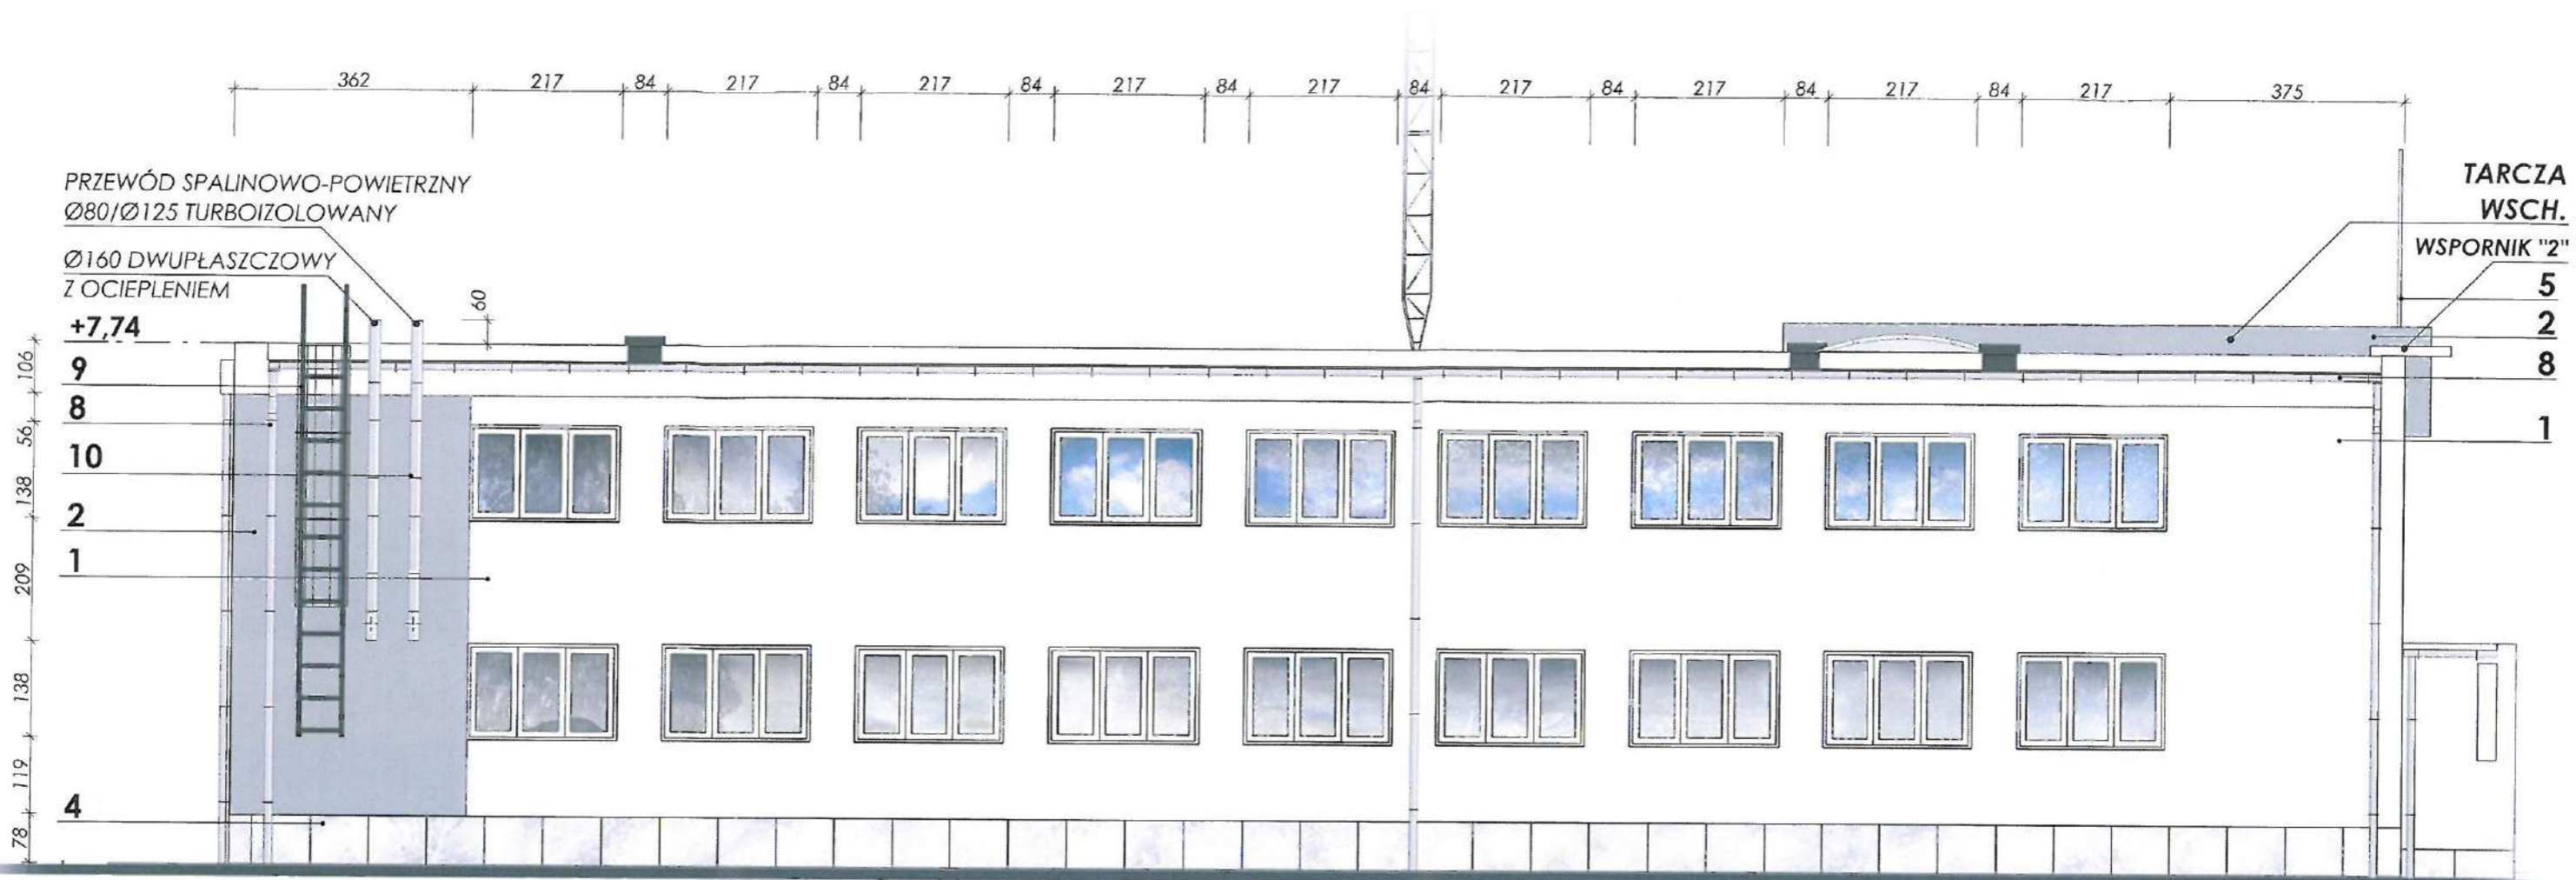 362 217 84 217 84 217 84 217 84 217 84 217 84 217 84 217 84 217 375
PRZEWÓD SPALINOWO-POWIETRZNY
Ø80/Ø125 TURBOIZOLOWANY
Ø160 DWUPŁASZCZOWY
Z OCIEPLENIEM
60
+7,74
9
8
10
2
1
4
106
56
138
209
138
119
78
TARCZA
WSCH.
WSPORNIK "2"
5
2
8
1